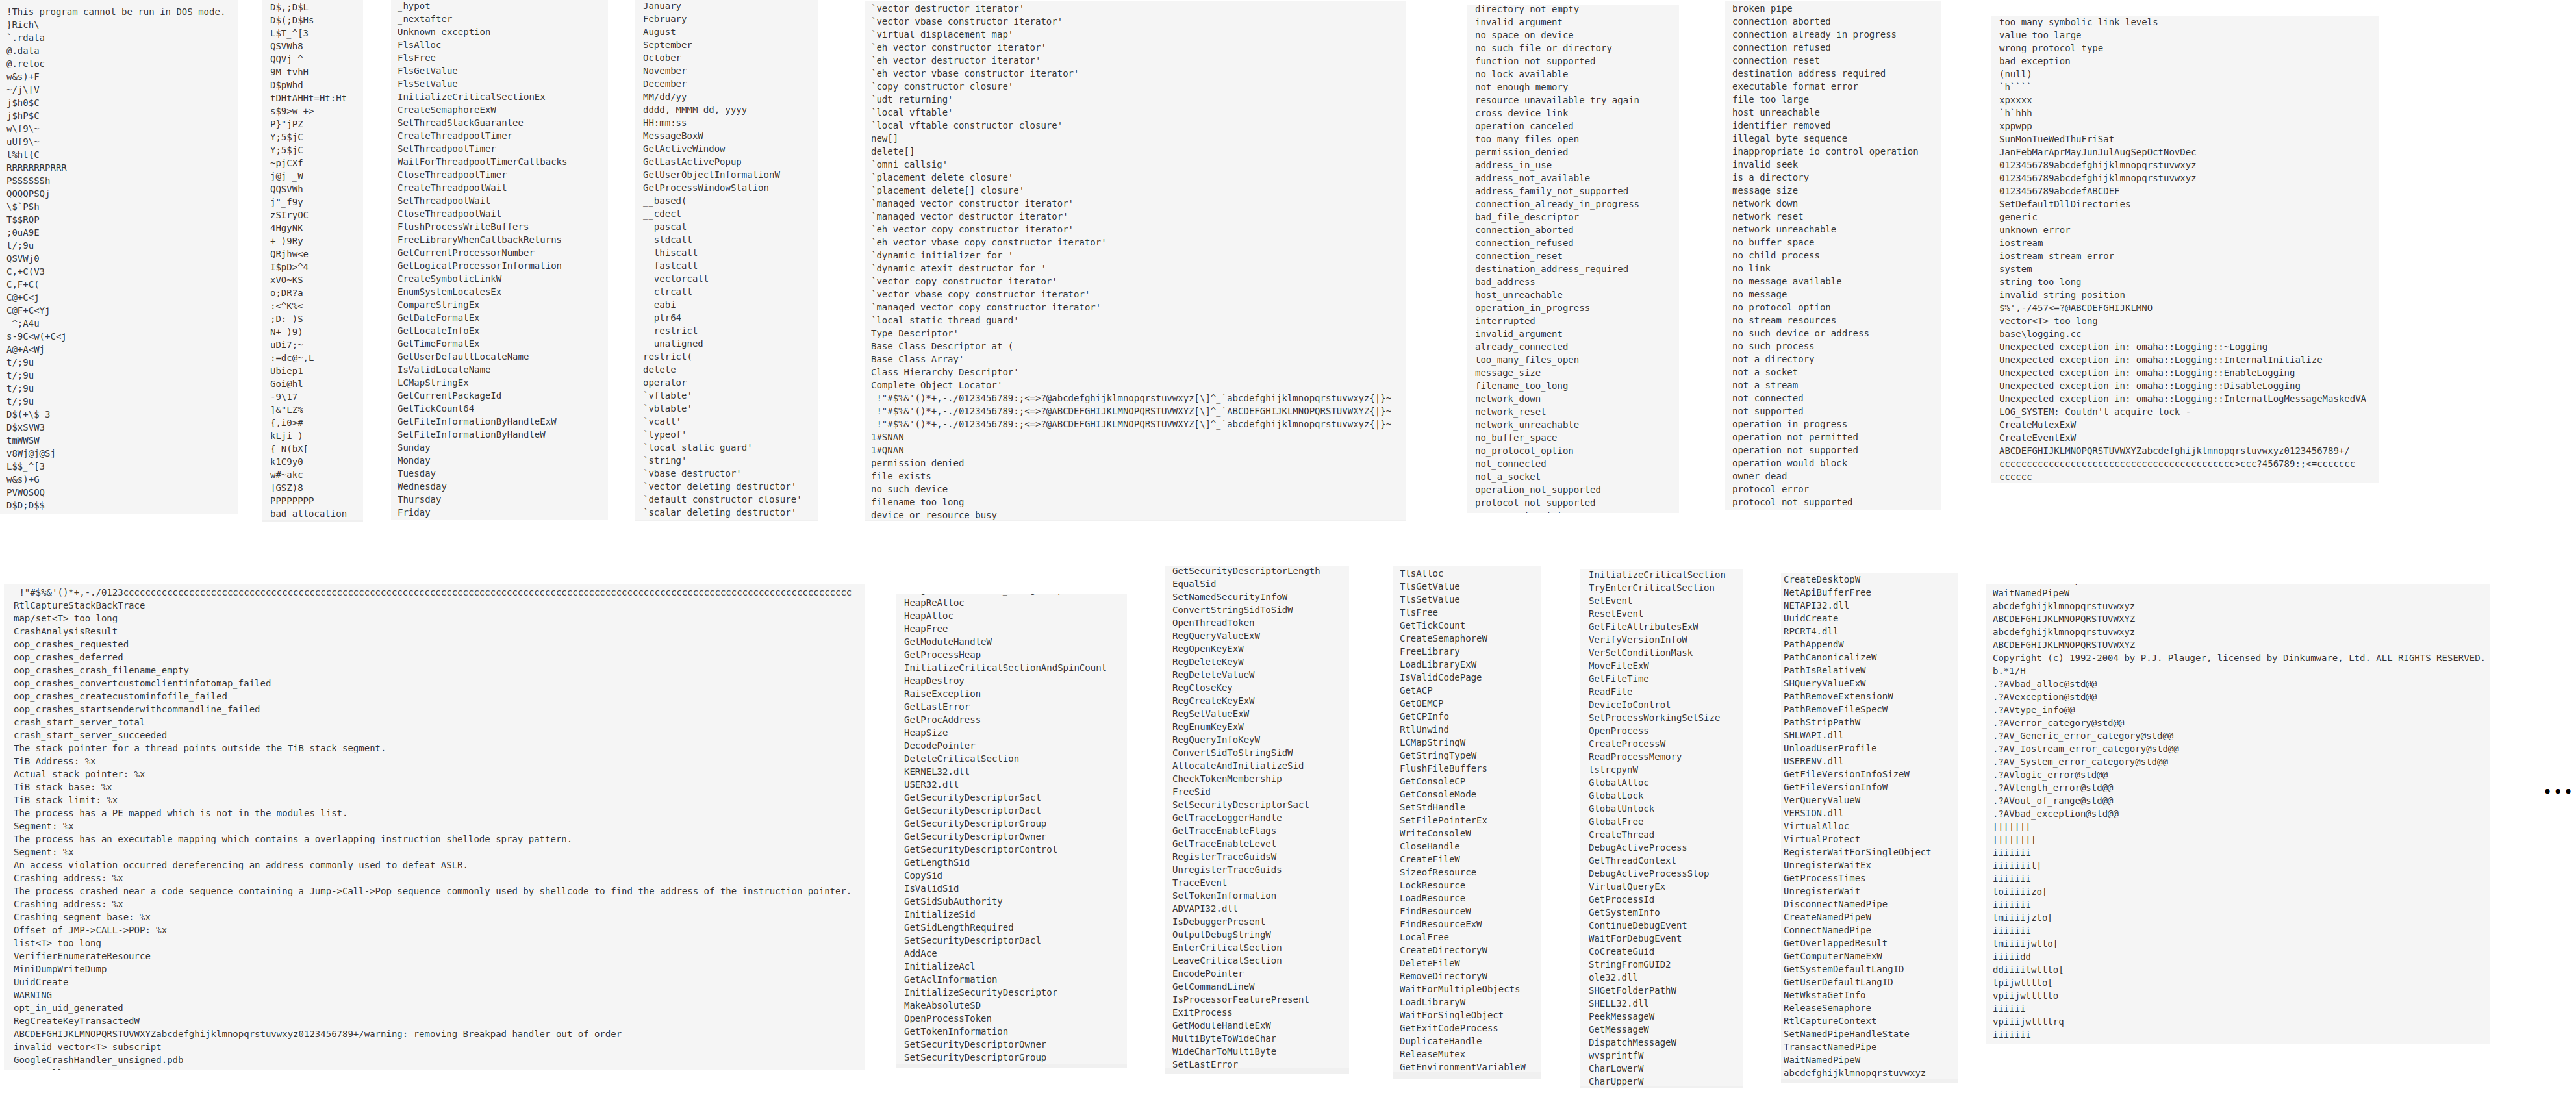 !This program cannot be run in DOS mode.
}Rich\
`.rdata
@.data
@.reloc
w&s)+F
~/j\[V
j$h0$C
j$hP$C
w\f9\~
uUf9\~
t%ht{C
RRRRRRRPRRR
PSSSSSSh
QQQQPSQj
\$`PSh
T$$RQP
;0uA9E
t/;9u
QSVWj0
C,+C(V3
C,F+C(
C@+C<j
C@F+C<Yj
_^;A4u
s-9C<w(+C<j
A@+A<Wj
t/;9u
t/;9u
t/;9u
t/;9u
D$(+\$ 3
D$xSVW3
tmWWSW
v8Wj@j@Sj
L$$_^[3
w&s)+G
PVWQSQQ
D$D;D$$
D$,;D$L
D$(;D$Hs
L$T_^[3
QSVWh8
QQVj ^
9M tvhH
D$pWhd
tDHtAHHt=Ht:Ht
s$9>w +>
P}"jPZ
Y;5$jC
Y;5$jC
~pjCXf
j@j _W
QQSVWh
j"_f9y
zSIryOC
4HgyNK
+ )9Ry
QRjhw<e
I$pD>^4
xVO~KS
o;DR?a
:<^K%<
;D: )S
N+ )9)
uDi7;~
:=dc@~,L
Ubiep1
Goi@hl
-9\17
]&"LZ%
{,i0>#
kLji )
{ N(bX[
k1C9y0
w#~akc
]GSZ)8
PPPPPPPP
bad allocation
_hypot
_nextafter
Unknown exception
FlsAlloc
FlsFree
FlsGetValue
FlsSetValue
InitializeCriticalSectionEx
CreateSemaphoreExW
SetThreadStackGuarantee
CreateThreadpoolTimer
SetThreadpoolTimer
WaitForThreadpoolTimerCallbacks
CloseThreadpoolTimer
CreateThreadpoolWait
SetThreadpoolWait
CloseThreadpoolWait
FlushProcessWriteBuffers
FreeLibraryWhenCallbackReturns
GetCurrentProcessorNumber
GetLogicalProcessorInformation
CreateSymbolicLinkW
EnumSystemLocalesEx
CompareStringEx
GetDateFormatEx
GetLocaleInfoEx
GetTimeFormatEx
GetUserDefaultLocaleName
IsValidLocaleName
LCMapStringEx
GetCurrentPackageId
GetTickCount64
GetFileInformationByHandleExW
SetFileInformationByHandleW
Sunday
Monday
Tuesday
Wednesday
Thursday
Friday
January
February
August
September
October
November
December
MM/dd/yy
dddd, MMMM dd, yyyy
HH:mm:ss
MessageBoxW
GetActiveWindow
GetLastActivePopup
GetUserObjectInformationW
GetProcessWindowStation
__based(
__cdecl
__pascal
__stdcall
__thiscall
__fastcall
__vectorcall
__clrcall
__eabi
__ptr64
__restrict
__unaligned
restrict(
delete
operator
`vftable'
`vbtable'
`vcall'
`typeof'
`local static guard'
`string'
`vbase destructor'
`vector deleting destructor'
`default constructor closure'
`scalar deleting destructor'
`vector destructor iterator'
`vector vbase constructor iterator'
`virtual displacement map'
`eh vector constructor iterator'
`eh vector destructor iterator'
`eh vector vbase constructor iterator'
`copy constructor closure'
`udt returning'
`local vftable'
`local vftable constructor closure'
new[]
delete[]
`omni callsig'
`placement delete closure'
`placement delete[] closure'
`managed vector constructor iterator'
`managed vector destructor iterator'
`eh vector copy constructor iterator'
`eh vector vbase copy constructor iterator'
`dynamic initializer for '
`dynamic atexit destructor for '
`vector copy constructor iterator'
`vector vbase copy constructor iterator'
`managed vector copy constructor iterator'
`local static thread guard'
Type Descriptor'
Base Class Descriptor at (
Base Class Array'
Class Hierarchy Descriptor'
Complete Object Locator'
!"#$%&'()*+,-./0123456789:;<=>?@abcdefghijklmnopqrstuvwxyz[\]^_`abcdefghijklmnopqrstuvwxyz{|}~
!"#$%&'()*+,-./0123456789:;<=>?@ABCDEFGHIJKLMNOPQRSTUVWXYZ[\]^_`ABCDEFGHIJKLMNOPQRSTUVWXYZ{|}~
!"#$%&'()*+,-./0123456789:;<=>?@ABCDEFGHIJKLMNOPQRSTUVWXYZ[\]^_`abcdefghijklmnopqrstuvwxyz{|}~
1#SNAN
1#QNAN
permission denied
file exists
no such device
filename too long
device or resource busy
directory not empty
invalid argument
no space on device
no such file or directory
function not supported
no lock available
not enough memory
resource unavailable try again
cross device link
operation canceled
too many files open
permission_denied
address_in_use
address_not_available
address_family_not_supported
connection_already_in_progress
bad_file_descriptor
connection_aborted
connection_refused
connection_reset
destination_address_required
bad_address
host_unreachable
operation_in_progress
interrupted
invalid_argument
already_connected
too_many_files_open
message_size
filename_too_long
network_down
network_reset
network_unreachable
no_buffer_space
no_protocol_option
not_connected
not_a_socket
operation_not_supported
protocol_not_supported
broken pipe
connection aborted
connection already in progress
connection refused
connection reset
destination address required
executable format error
file too large
host unreachable
identifier removed
illegal byte sequence
inappropriate io control operation
invalid seek
is a directory
message size
network down
network reset
network unreachable
no buffer space
no child process
no link
no message available
no message
no protocol option
no stream resources
no such device or address
no such process
not a directory
not a socket
not a stream
not connected
not supported
operation in progress
operation not permitted
operation not supported
operation would block
owner dead
protocol error
protocol not supported
too many symbolic link levels
value too large
wrong protocol type
bad exception
(null)
`h````
xpxxxx
`h`hhh
xppwpp
SunMonTueWedThuFriSat
JanFebMarAprMayJunJulAugSepOctNovDec
0123456789abcdefghijklmnopqrstuvwxyz
0123456789abcdefghijklmnopqrstuvwxyz
0123456789abcdefABCDEF
SetDefaultDllDirectories
generic
unknown error
iostream
iostream stream error
system
string too long
invalid string position
$%',-/457<=?@ABCDEFGHIJKLMNO
vector<T> too long
base\logging.cc
Unexpected exception in: omaha::Logging::~Logging
Unexpected exception in: omaha::Logging::InternalInitialize
Unexpected exception in: omaha::Logging::EnableLogging
Unexpected exception in: omaha::Logging::DisableLogging
Unexpected exception in: omaha::Logging::InternalLogMessageMaskedVA
LOG_SYSTEM: Couldn't acquire lock -
CreateMutexExW
CreateEventExW
ABCDEFGHIJKLMNOPQRSTUVWXYZabcdefghijklmnopqrstuvwxyz0123456789+/
ccccccccccccccccccccccccccccccccccccccccccc>ccc?456789:;<=ccccccc
cccccc
RtlCaptureStackBackTrace
map/set<T> too long
CrashAnalysisResult
oop_crashes_requested
oop_crashes_deferred
oop_crashes_crash_filename_empty
oop_crashes_convertcustomclientinfotomap_failed
oop_crashes_createcustominfofile_failed
oop_crashes_startsenderwithcommandline_failed
crash_start_server_total
crash_start_server_succeeded
The stack pointer for a thread points outside the TiB stack segment.
TiB Address: %x
Actual stack pointer: %x
TiB stack base: %x
TiB stack limit: %x
The process has a PE mapped which is not in the modules list.
Segment: %x
The process has an executable mapping which contains a overlapping instruction shellode spray pattern.
Segment: %x
An access violation occurred dereferencing an address commonly used to defeat ASLR.
Crashing address: %x
The process crashed near a code sequence containing a Jump->Call->Pop sequence commonly used by shellcode to find the address of the instruction pointer.
Crashing address: %x
Crashing segment base: %x
Offset of JMP->CALL->POP: %x
list<T> too long
VerifierEnumerateResource
MiniDumpWriteDump
UuidCreate
WARNING
opt_in_uid_generated
RegCreateKeyTransactedW
ABCDEFGHIJKLMNOPQRSTUVWXYZabcdefghijklmnopqrstuvwxyz0123456789+/warning: removing Breakpad handler out of order
invalid vector<T> subscript
GoogleCrashHandler_unsigned.pdb
HeapReAlloc
HeapAlloc
HeapFree
GetModuleHandleW
GetProcessHeap
InitializeCriticalSectionAndSpinCount
HeapDestroy
RaiseException
GetLastError
GetProcAddress
HeapSize
DecodePointer
DeleteCriticalSection
KERNEL32.dll
USER32.dll
GetSecurityDescriptorSacl
GetSecurityDescriptorDacl
GetSecurityDescriptorGroup
GetSecurityDescriptorOwner
GetSecurityDescriptorControl
GetLengthSid
CopySid
IsValidSid
GetSidSubAuthority
InitializeSid
GetSidLengthRequired
SetSecurityDescriptorDacl
AddAce
InitializeAcl
GetAclInformation
InitializeSecurityDescriptor
MakeAbsoluteSD
OpenProcessToken
GetTokenInformation
SetSecurityDescriptorOwner
SetSecurityDescriptorGroup
GetSecurityDescriptorLength
EqualSid
SetNamedSecurityInfoW
ConvertStringSidToSidW
OpenThreadToken
RegQueryValueExW
RegOpenKeyExW
RegDeleteKeyW
RegDeleteValueW
RegCloseKey
RegCreateKeyExW
RegSetValueExW
RegEnumKeyExW
RegQueryInfoKeyW
ConvertSidToStringSidW
AllocateAndInitializeSid
CheckTokenMembership
FreeSid
SetSecurityDescriptorSacl
GetTraceLoggerHandle
GetTraceEnableFlags
GetTraceEnableLevel
RegisterTraceGuidsW
UnregisterTraceGuids
TraceEvent
SetTokenInformation
ADVAPI32.dll
IsDebuggerPresent
OutputDebugStringW
EnterCriticalSection
LeaveCriticalSection
EncodePointer
GetCommandLineW
IsProcessorFeaturePresent
ExitProcess
GetModuleHandleExW
MultiByteToWideChar
WideCharToMultiByte
SetLastError
TlsAlloc
TlsGetValue
TlsSetValue
TlsFree
GetTickCount
CreateSemaphoreW
FreeLibrary
LoadLibraryExW
IsValidCodePage
GetACP
GetOEMCP
GetCPInfo
RtlUnwind
LCMapStringW
GetStringTypeW
FlushFileBuffers
GetConsoleCP
GetConsoleMode
SetStdHandle
SetFilePointerEx
WriteConsoleW
CloseHandle
CreateFileW
SizeofResource
LockResource
LoadResource
FindResourceW
FindResourceExW
LocalFree
CreateDirectoryW
DeleteFileW
RemoveDirectoryW
WaitForMultipleObjects
LoadLibraryW
WaitForSingleObject
GetExitCodeProcess
DuplicateHandle
ReleaseMutex
GetEnvironmentVariableW
InitializeCriticalSection
TryEnterCriticalSection
SetEvent
ResetEvent
GetFileAttributesExW
VerifyVersionInfoW
VerSetConditionMask
MoveFileExW
GetFileTime
ReadFile
DeviceIoControl
SetProcessWorkingSetSize
OpenProcess
CreateProcessW
ReadProcessMemory
lstrcpynW
GlobalAlloc
GlobalLock
GlobalUnlock
GlobalFree
CreateThread
DebugActiveProcess
GetThreadContext
DebugActiveProcessStop
VirtualQueryEx
GetProcessId
GetSystemInfo
ContinueDebugEvent
WaitForDebugEvent
CoCreateGuid
StringFromGUID2
ole32.dll
SHGetFolderPathW
SHELL32.dll
PeekMessageW
GetMessageW
DispatchMessageW
wvsprintfW
CharLowerW
CharUpperW
CreateDesktopW
NetApiBufferFree
NETAPI32.dll
UuidCreate
RPCRT4.dll
PathAppendW
PathCanonicalizeW
PathIsRelativeW
SHQueryValueExW
PathRemoveExtensionW
PathRemoveFileSpecW
PathStripPathW
SHLWAPI.dll
UnloadUserProfile
USERENV.dll
GetFileVersionInfoSizeW
GetFileVersionInfoW
VerQueryValueW
VERSION.dll
VirtualAlloc
VirtualProtect
RegisterWaitForSingleObject
UnregisterWaitEx
GetProcessTimes
UnregisterWait
DisconnectNamedPipe
CreateNamedPipeW
ConnectNamedPipe
GetOverlappedResult
GetComputerNameExW
GetSystemDefaultLangID
GetUserDefaultLangID
NetWkstaGetInfo
ReleaseSemaphore
RtlCaptureContext
SetNamedPipeHandleState
TransactNamedPipe
WaitNamedPipeW
abcdefghijklmnopqrstuvwxyz
WaitNamedPipeW
abcdefghijklmnopqrstuvwxyz
ABCDEFGHIJKLMNOPQRSTUVWXYZ
abcdefghijklmnopqrstuvwxyz
ABCDEFGHIJKLMNOPQRSTUVWXYZ
Copyright (c) 1992-2004 by P.J. Plauger, licensed by Dinkumware, Ltd. ALL RIGHTS RESERVED.
b.*1/H
.?AVbad_alloc@std@@
.?AVexception@std@@
.?AVtype_info@@
.?AVerror_category@std@@
.?AV_Generic_error_category@std@@
.?AV_Iostream_error_category@std@@
.?AV_System_error_category@std@@
.?AVlogic_error@std@@
.?AVlength_error@std@@
.?AVout_of_range@std@@
.?AVbad_exception@std@@
[[[[[[[
[[[[[[[[
iiiiiii
iiiiiiit[
iiiiiii
toiiiiizo[
iiiiiii
tmiiiijzto[
iiiiiii
tmiiiijwtto[
iiiiidd
ddiiiilwttto[
tpijwtttto[
vpiijwttttto
iiiiii
vpiiijwttttrq
iiiiiii
...